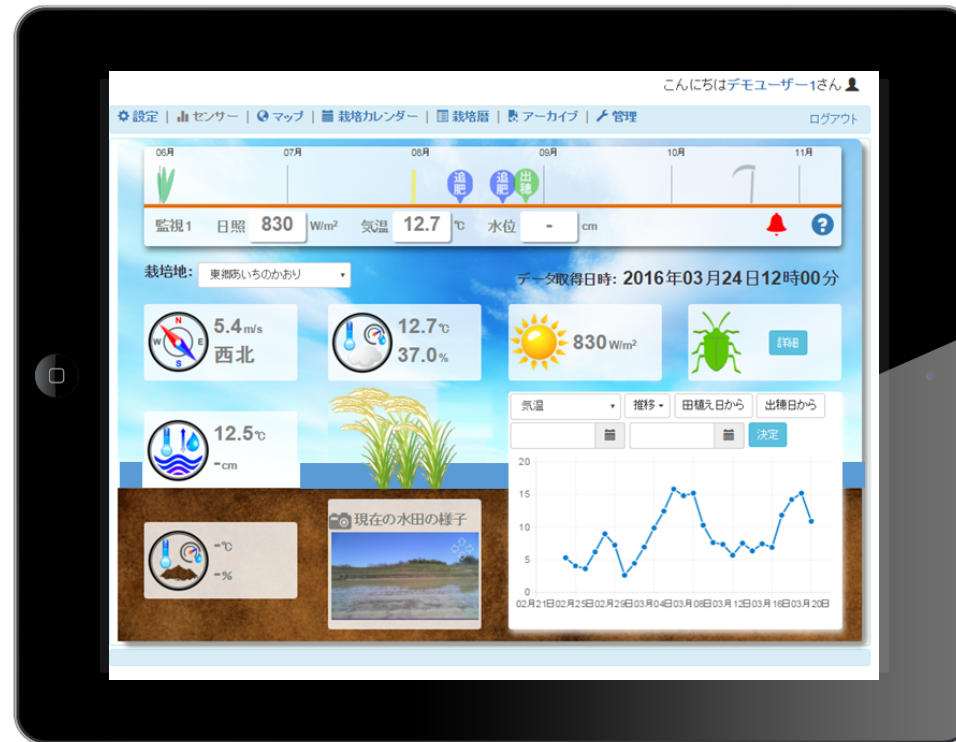 こんにちはデモユーザー1さん
設定 | センサー | マップ | 栽培カレンダー | 栽培暦 | アーカイブ | 管理 ログアウト
06月 07月 08月 09月 10月 11月
追肥 追肥 出穂
監視1 日照 830 W/m² 気温 12.7 ℃ 水位 - cm ?
栽培地: 東郷あいちのかおり
データ取得日時: 2016年03月24日12時00分
N
W E
S
5.4 m/s
西北
12.7℃
37.0%
830 W/m²
詳細
12.5℃
-cm
気温 推移 田植え日から 出穂日から
決定
20
15
10
5
0
02月21日 02月25日 02月29日 03月04日 03月08日 03月12日 03月16日 03月20日
-℃
-%
現在の水田の様子